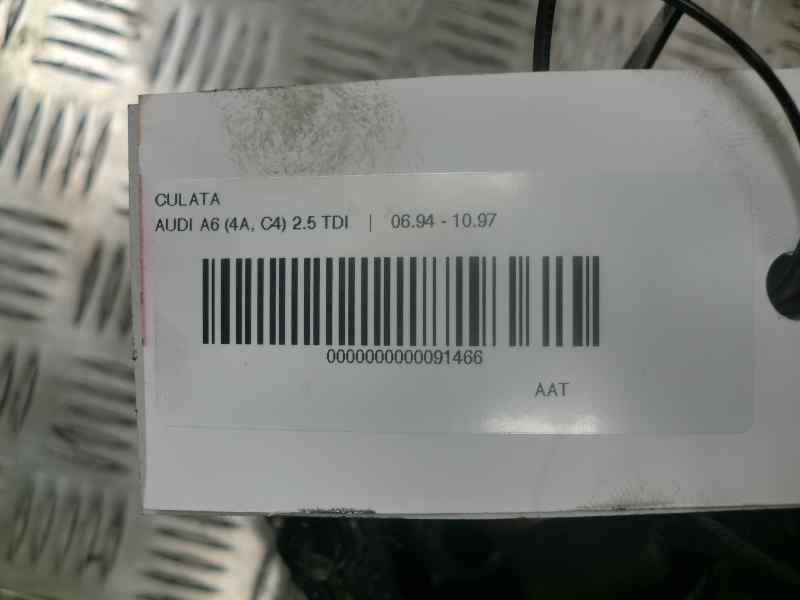 CULATA
AUDI A6 (4A, C4) 2.5 TDI | 06.94 - 10.97
0000000000091466
AAT